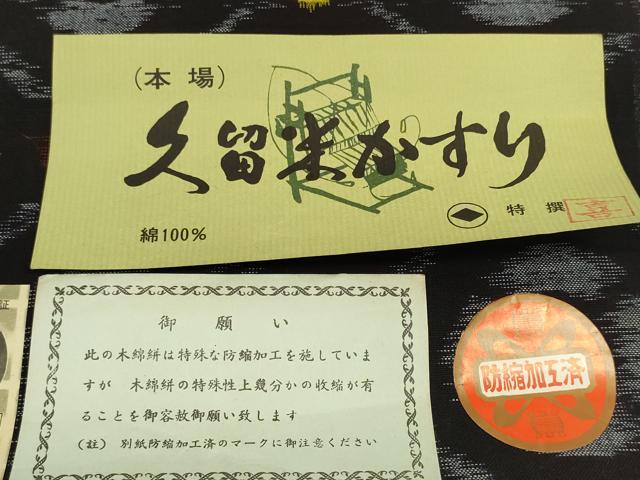 (本場)
久留米かすり
特撰
綿100%
証
御願い
此の木綿絣は特殊な防縮加工を施していま
すが 木綿絣の特殊性上幾分かの收縮が有
ることを御容赦御願い致します
(註) 別紙防縮加工済のマークに御注意ください
防縮加工済